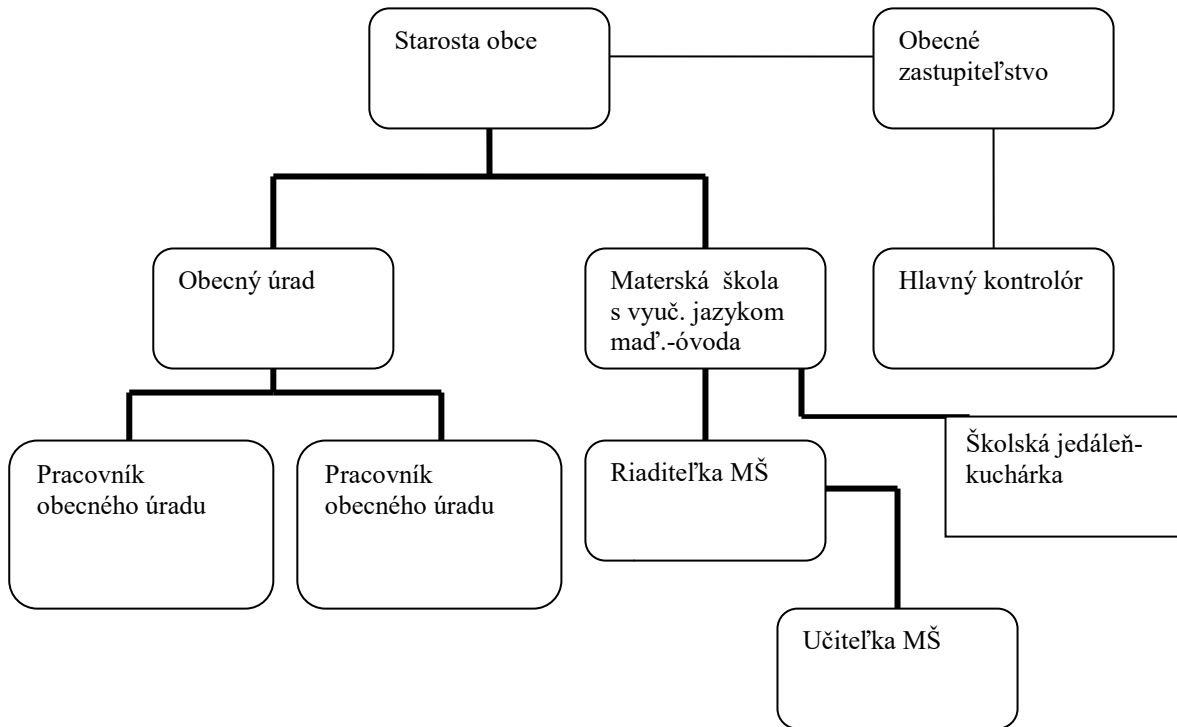 Starosta obce
Obecné
zastupiteľstvo
Obecný úrad
Materská  škola
s vyuč. jazykom
maď.-óvoda
Hlavný kontrolór
Pracovník
obecného úradu
Pracovník
obecného úradu
Riaditeľka MŠ
Školská jedáleň-
kuchárka
Učiteľka MŠ